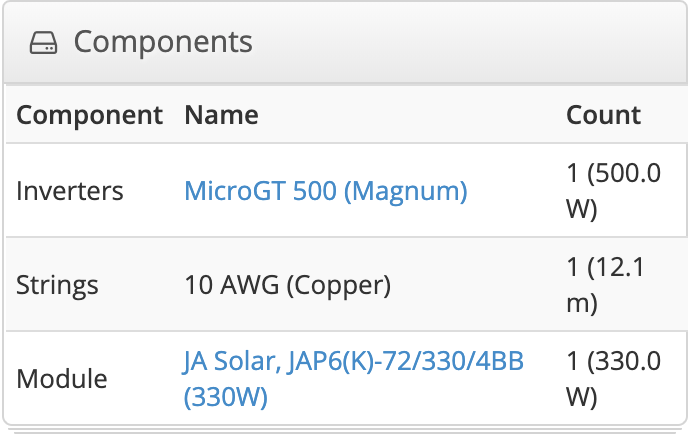 Components
Component Name Count
Inverters MicroGT 500 (Magnum) 1 (500.0
W)
Strings 10 AWG (Copper) 1 (12.1
m)
Module JA Solar, JAP6(K)-72/330/4BB 1 (330.0
(330W) W)